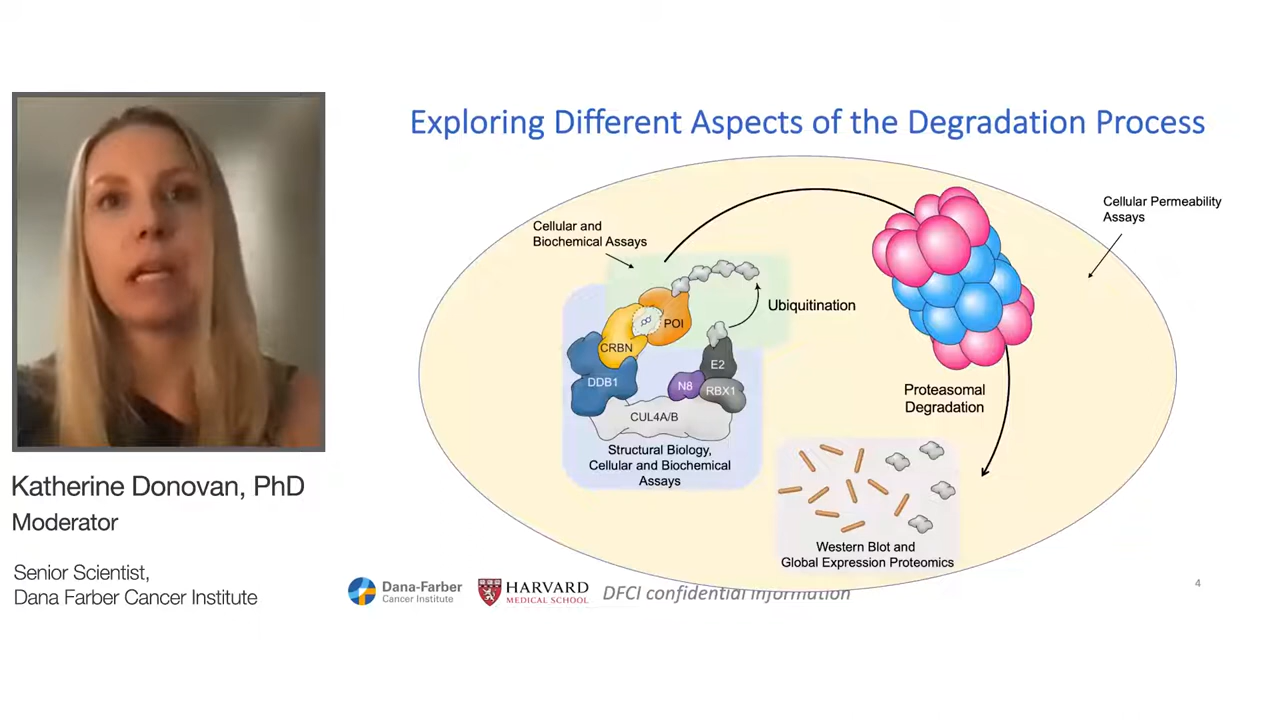 Exploring Different Aspects of the Degradation Process
Cellular and
Biochemical Assays
Cellular Permeability
Assays
Ubiquitination
POI
CRBN
DDB1
E2
N8
RBX1
CUL4A/B
Structural Biology,
Cellular and Biochemical
Assays
Proteasomal
Degradation
Western Blot and
Global Expression Proteomics
Katherine Donovan, PhD
Moderator
Senior Scientist,
Dana Farber Cancer Institute
Dana-Farber
Cancer Institute
HARVARD
MEDICAL SCHOOL
DFCI confidential information
4